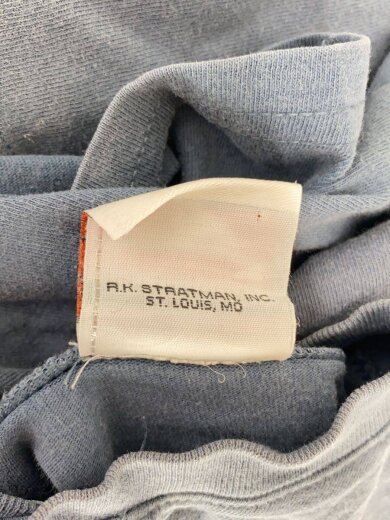 R.K. STRATMAN, INC.
ST. LOUIS, MO